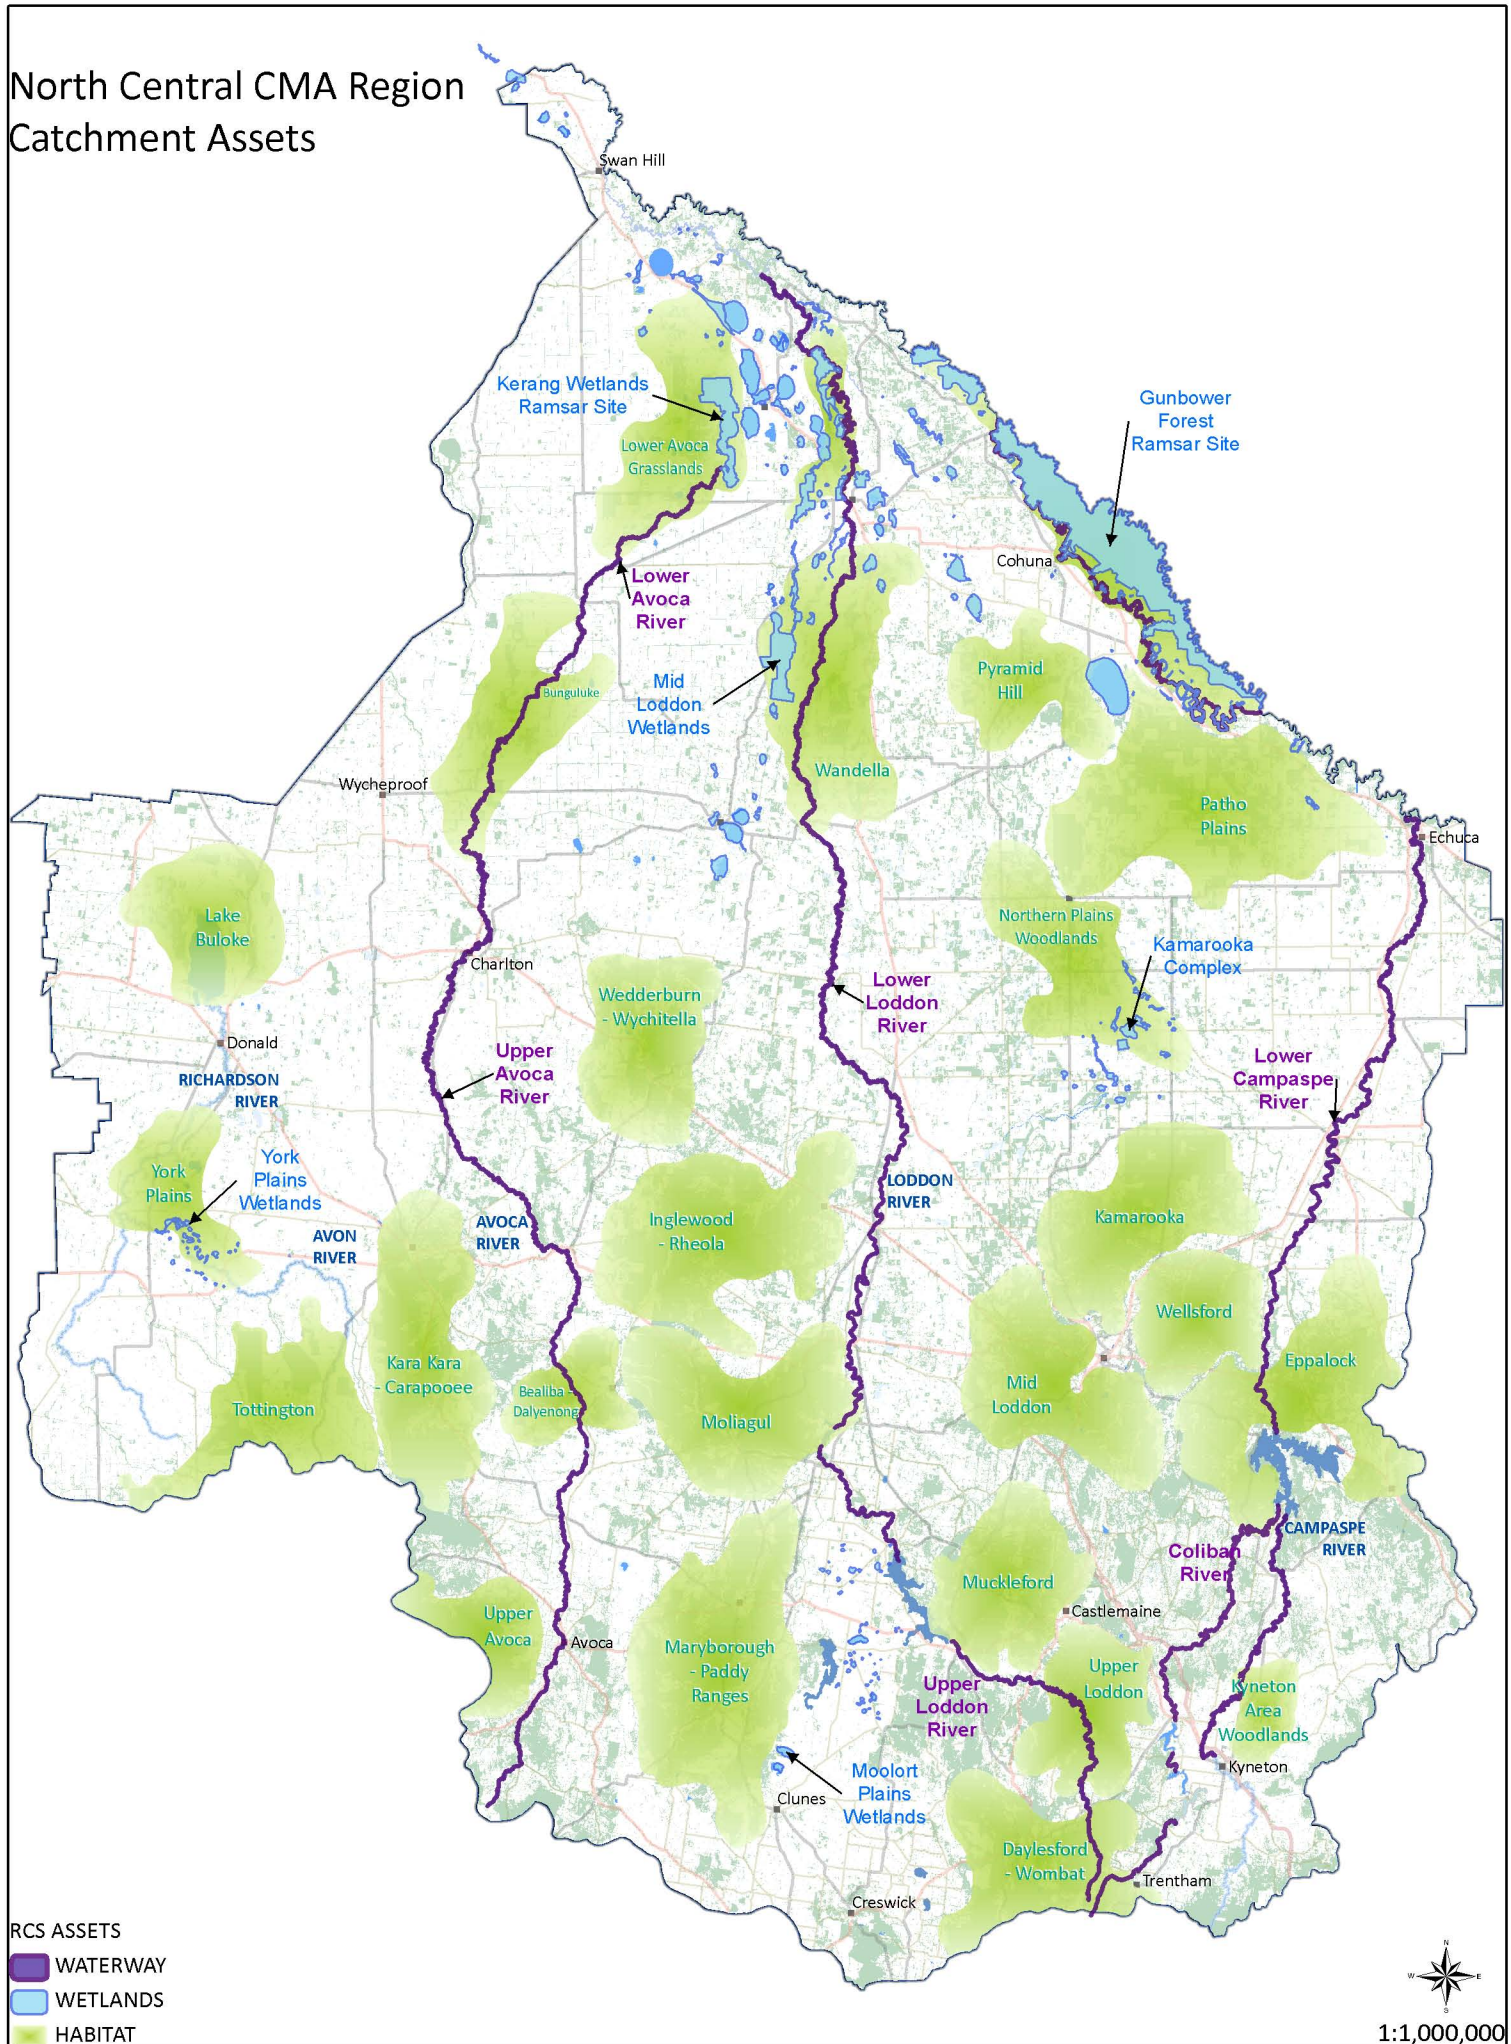 North Central CMA Region
Catchment Assets
Swan Hill
Kerang Wetlands
Ramsar Site
Gunbower
Forest
Ramsar Site
Lower Avoca
Grasslands
Cohuna
Lower
Avoca
River
Pyramid
Hill
Bunguluke
Mid
Loddon
Wetlands
Wandella
Wycheproof
Patho
Plains
Echuca
Lake
Buloke
Northern Plains
Woodlands
Kamarooka
Complex
Charlton
Lower
Loddon
River
Wedderburn
- Wychitella
Donald
Upper
Avoca
River
Lower
Campaspe
River
RICHARDSON
RIVER
York
Plains
York
Plains
Wetlands
LODDON
RIVER
AVON
RIVER
AVOCA
RIVER
Inglewood
- Rheola
Kamarooka
Wellsford
Eppalock
Kara Kara
- Carapooee
Bealiba -
Dalyenong
Mid
Loddon
Tottington
Moliagul
CAMPASPE
RIVER
Coliban
River
Muckleford
Castlemaine
Upper
Avoca
Avoca
Maryborough
- Paddy
Ranges
Upper
Loddon
Upper
Loddon
River
Kyneton
Area
Woodlands
Kyneton
Moolort
Plains
Wetlands
Clunes
Daylesford
- Wombat
Trentham
Creswick
RCS ASSETS
WATERWAY
WETLANDS
HABITAT
N
W
E
S
1:1,000,000